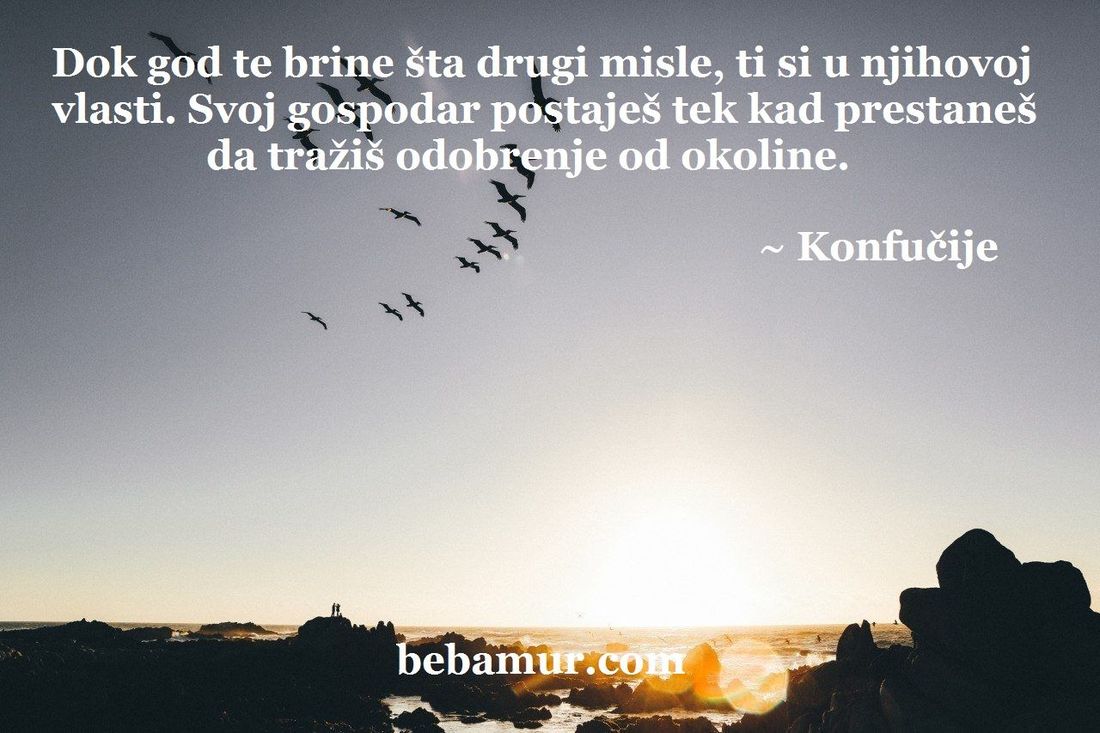 Dok god te brine šta drugi misle, ti si u njihovoj
vlasti. Svoj gospodar postaješ tek kad prestaneš
da tražiš odobrenje od okoline.
~ Konfučije
bebamur.com